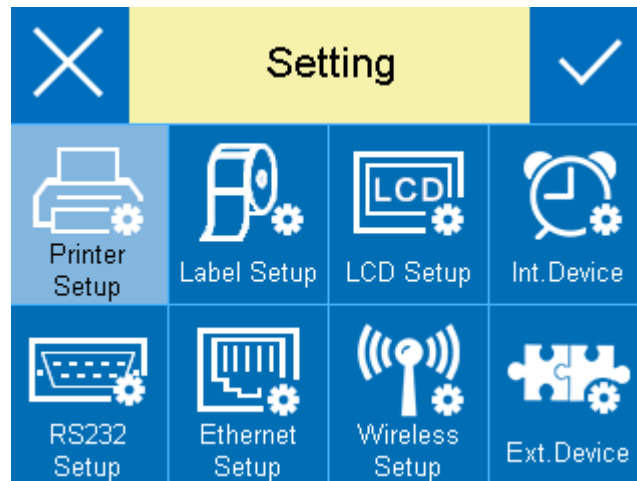 Setting
Printer
Setup
Label Setup
LCD
LCD Setup
Int.Device
RS232
Setup
Ethernet
Setup
Wireless
Setup
Ext.Device